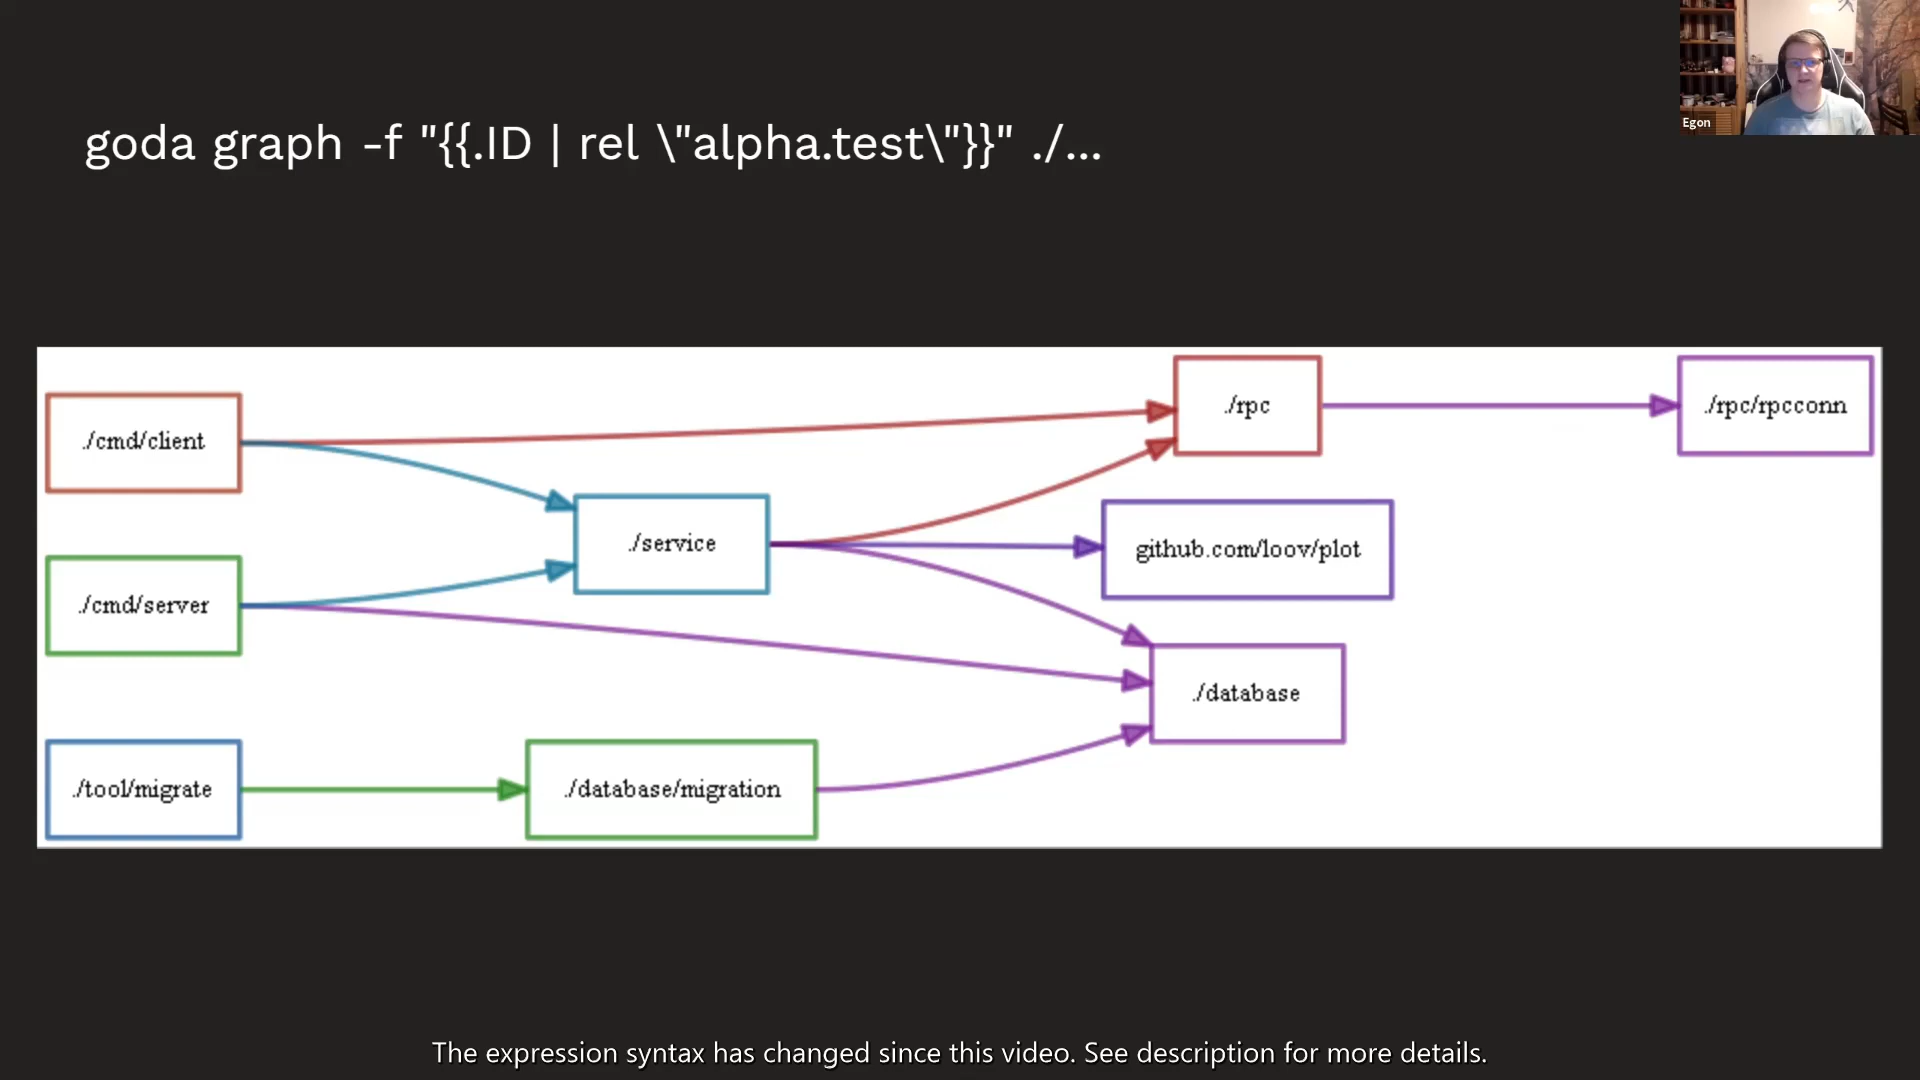 Egon
goda graph -f "{{.ID | rel \"alpha.test\"}}" ./...
./cmd/client
./rpc
./rpc/rpcconn
./service
github.com/loov/plot
./cmd/server
./database
./tool/migrate
./database/migration
The expression syntax has changed since this video. See description for more details.